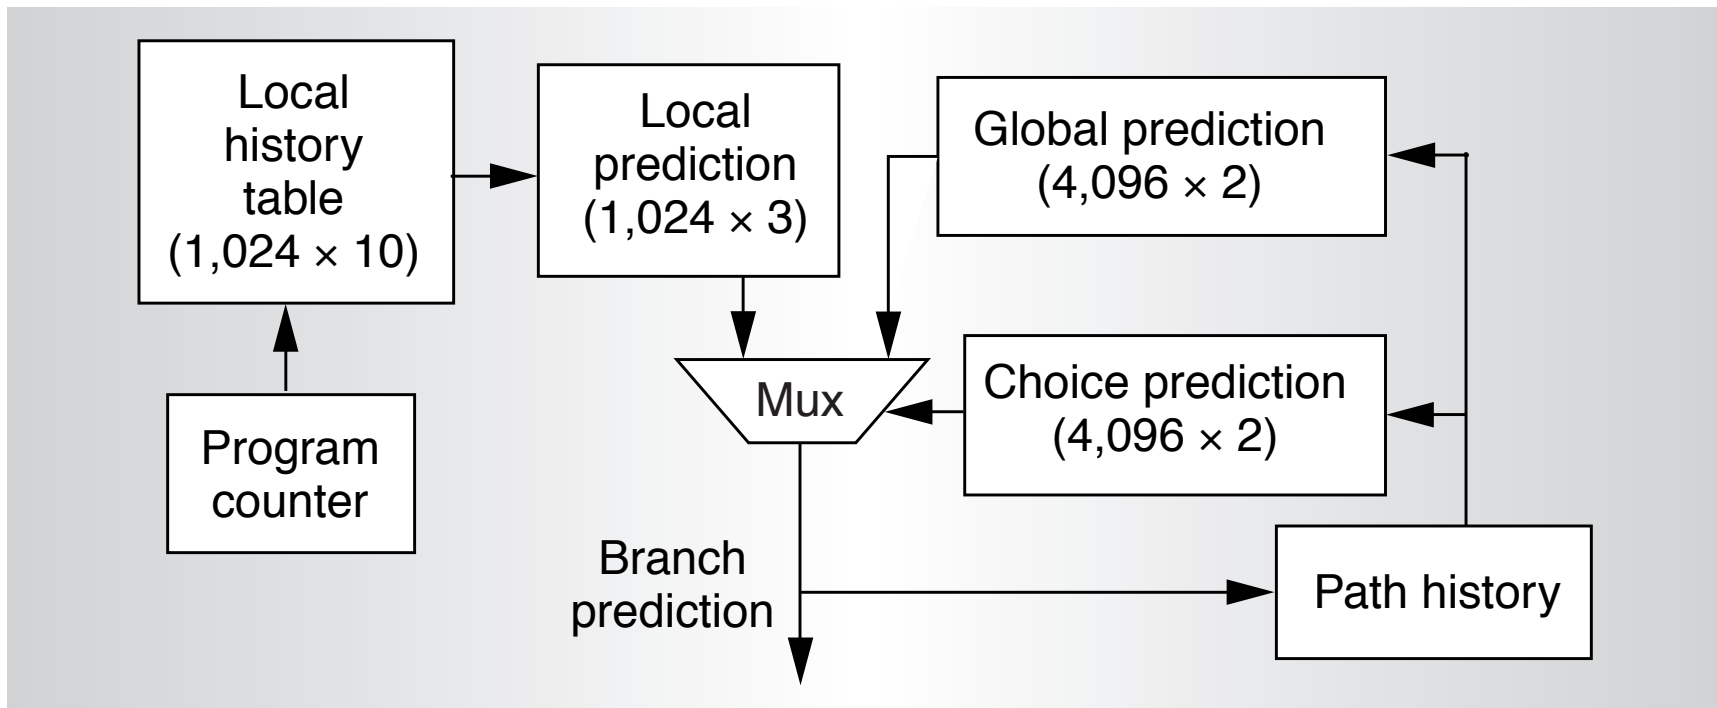 Local
history
table
(1,024 × 10)
Local
prediction
(1,024 × 3)
Global prediction
(4,096 × 2)
Program
counter
Mux
Choice prediction
(4,096 × 2)
Branch
prediction
Path history